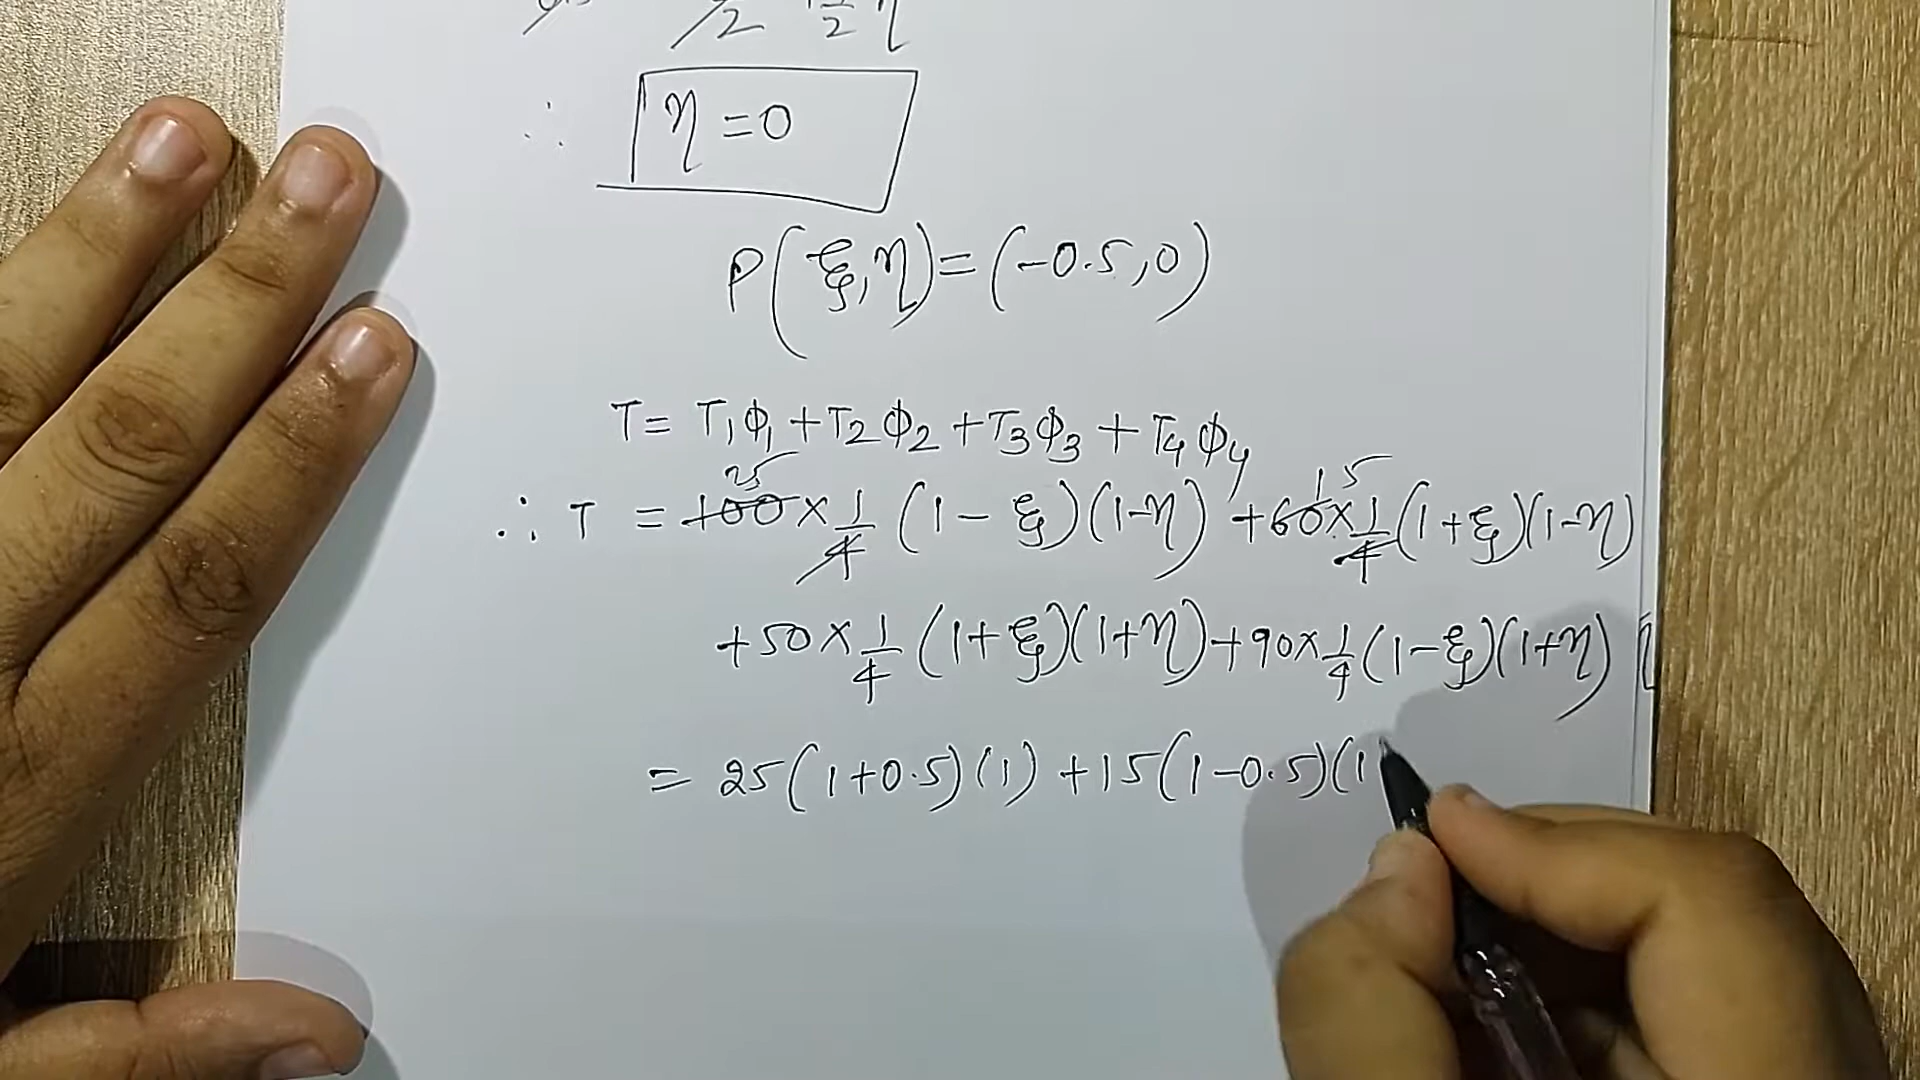 ∴ η = 0
P(ξ,η) = (-0.5, 0)
T = T1ϕ1 + T2ϕ2 + T3ϕ3 + T4ϕ4
25 15
∴ T = 100 × 1/4 (1 - ξ)(1-η) + 60 × 1/4 (1+ξ)(1-η)
+ 50 × 1/4 (1+ξ)(1+η) + 90 × 1/4 (1-ξ)(1+η)
= 25(1+0.5)(1) + 15(1-0.5)(1